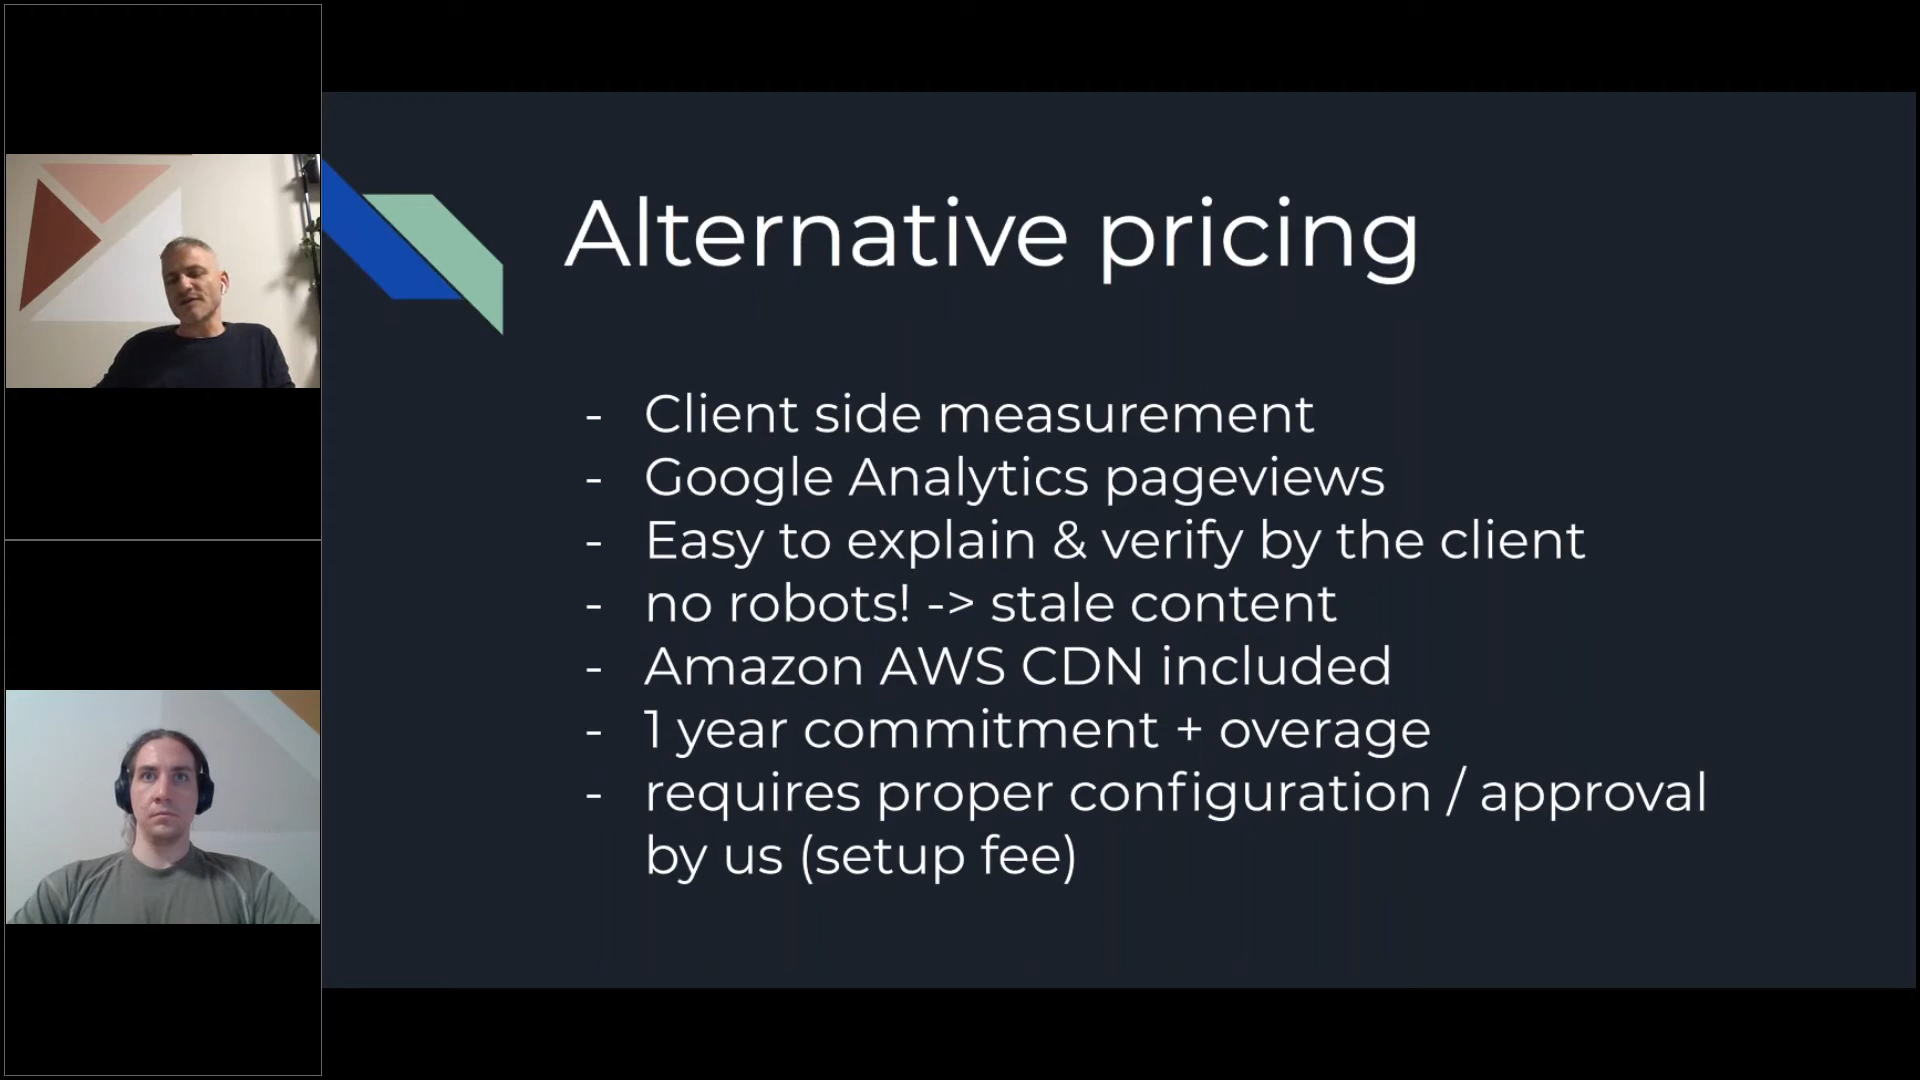 Alternative pricing
- Client side measurement
- Google Analytics pageviews
- Easy to explain & verify by the client
- no robots! -> stale content
- Amazon AWS CDN included
- 1 year commitment + overage
- requires proper configuration / approval
by us (setup fee)